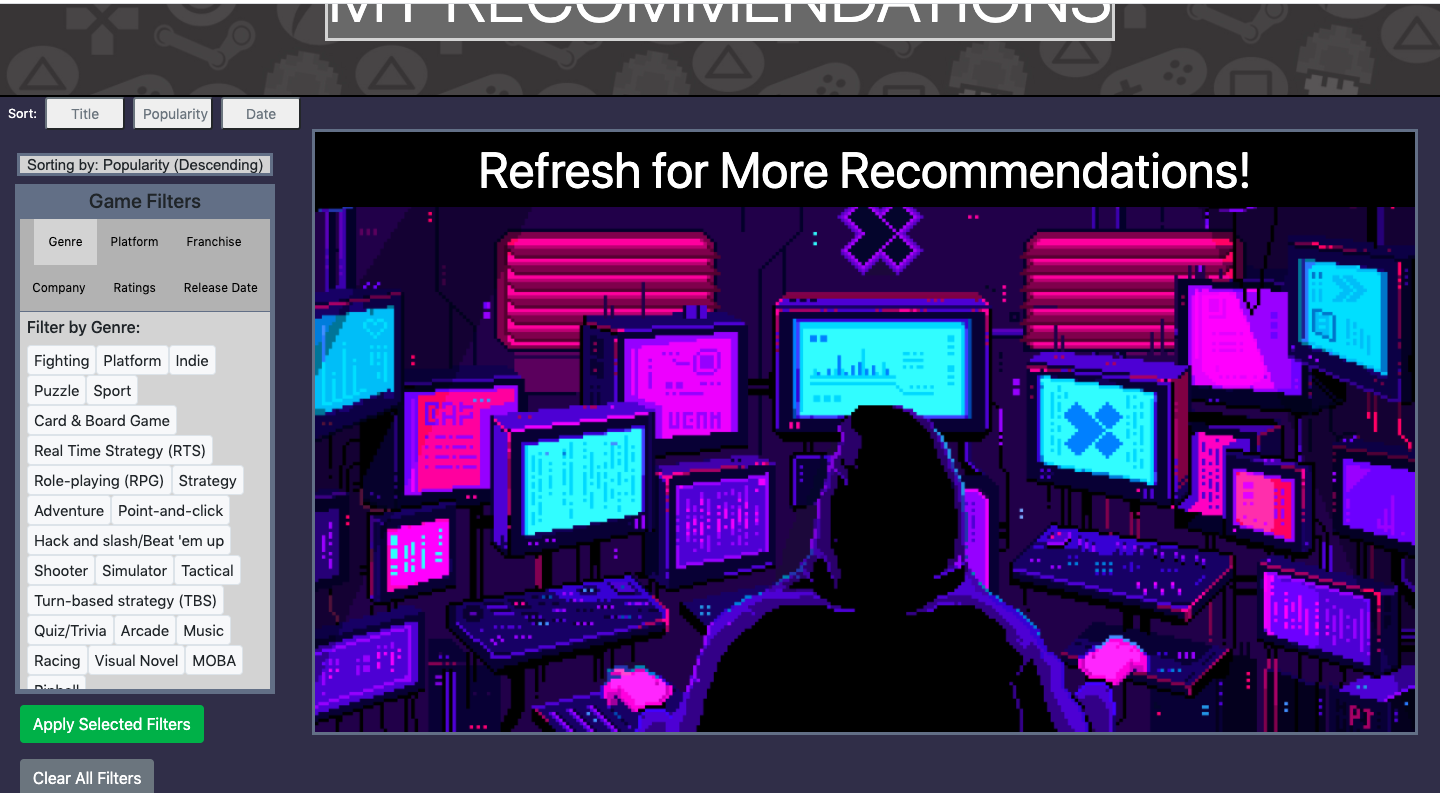 MY RECOMMENDATIONS
Sort: Title Popularity Date
Sorting by: Popularity (Descending)
Game Filters
Genre Platform Franchise
Company Ratings Release Date
Filter by Genre:
Fighting Platform Indie
Puzzle Sport
Card & Board Game
Real Time Strategy (RTS)
Role-playing (RPG) Strategy
Adventure Point-and-click
Hack and slash/Beat 'em up
Shooter Simulator Tactical
Turn-based strategy (TBS)
Quiz/Trivia Arcade Music
Racing Visual Novel MOBA
Pinball
Apply Selected Filters
Clear All Filters
Refresh for More Recommendations!